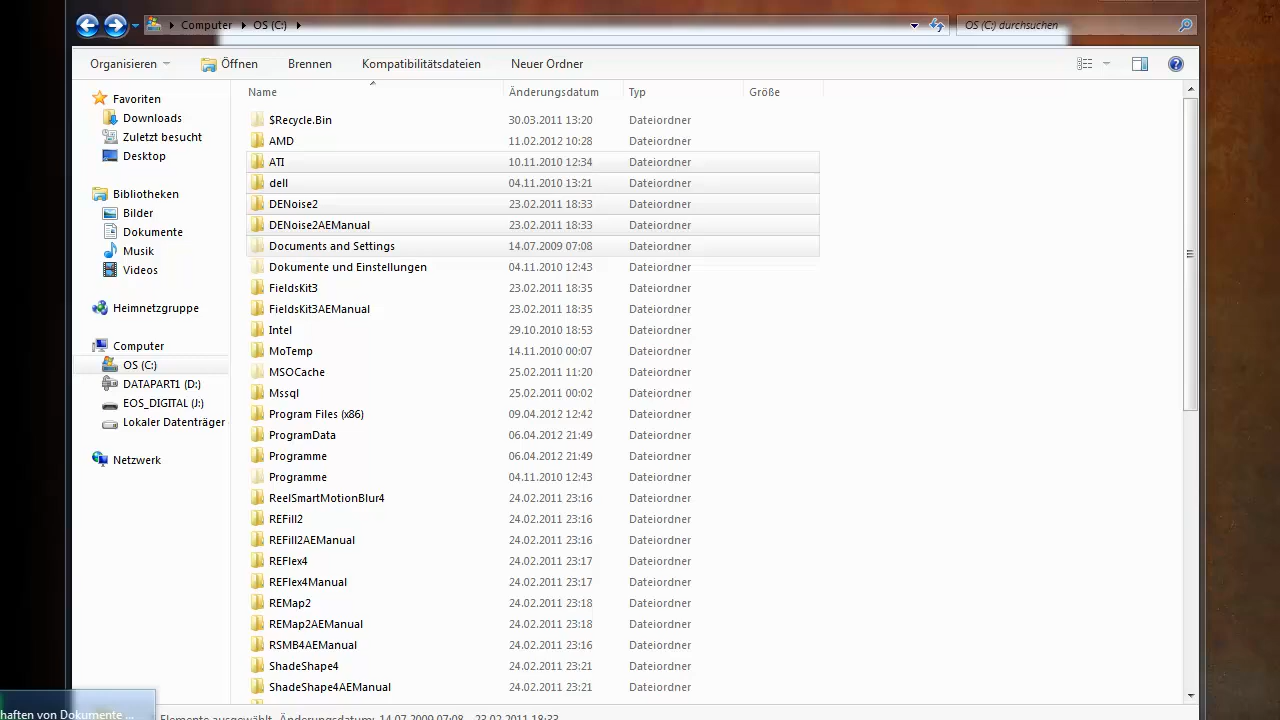 Computer OS (C:) OS (C:) durchsuchen
Organisieren Öffnen Brennen Kompatibilitätsdateien Neuer Ordner
Favoriten
Downloads
Zuletzt besucht
Desktop
Bibliotheken
Bilder
Dokumente
Musik
Videos
Heimnetzgruppe
Computer
OS (C:)
DATAPART1 (D:)
EOS_DIGITAL (J:)
Lokaler Datenträger
Netzwerk
Name Änderungsdatum Typ Größe
$Recycle.Bin 30.03.2011 13:20 Dateiordner
AMD 11.02.2012 10:28 Dateiordner
ATI 10.11.2010 12:34 Dateiordner
dell 04.11.2010 13:21 Dateiordner
DENoise2 23.02.2011 18:33 Dateiordner
DENoise2AEManual 23.02.2011 18:33 Dateiordner
Documents and Settings 14.07.2009 07:08 Dateiordner
Dokumente und Einstellungen 04.11.2010 12:43 Dateiordner
FieldsKit3 23.02.2011 18:35 Dateiordner
FieldsKit3AEManual 23.02.2011 18:35 Dateiordner
Intel 29.10.2010 18:53 Dateiordner
MoTemp 14.11.2010 00:07 Dateiordner
MSOCache 25.02.2011 11:20 Dateiordner
Mssql 25.02.2011 00:02 Dateiordner
Program Files (x86) 09.04.2012 12:42 Dateiordner
ProgramData 06.04.2012 21:49 Dateiordner
Programme 06.04.2012 21:49 Dateiordner
Programme 04.11.2010 12:43 Dateiordner
ReelSmartMotionBlur4 24.02.2011 23:16 Dateiordner
REFill2 24.02.2011 23:16 Dateiordner
REFill2AEManual 24.02.2011 23:16 Dateiordner
REFlex4 24.02.2011 23:17 Dateiordner
REFlex4Manual 24.02.2011 23:17 Dateiordner
REMap2 24.02.2011 23:18 Dateiordner
REMap2AEManual 24.02.2011 23:18 Dateiordner
RSMB4AEManual 24.02.2011 23:16 Dateiordner
ShadeShape4 24.02.2011 23:21 Dateiordner
ShadeShape4AEManual 24.02.2011 23:21 Dateiordner
haften von Dokumente ...
Elemente ausgewählt Änderungsdatum: 14.07.2009 07:08 - 23.02.2011 18:33